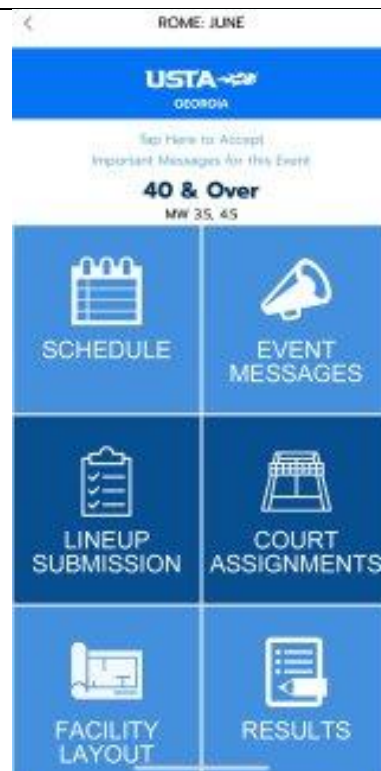 ROME: JUNE
USTA
GEORGIA
Tap Here to Accept
Important Messages for this Event
40 & Over
MW 35, 45
SCHEDULE
EVENT
MESSAGES
LINEUP
SUBMISSION
COURT
ASSIGNMENTS
FACILITY
LAYOUT
RESULTS